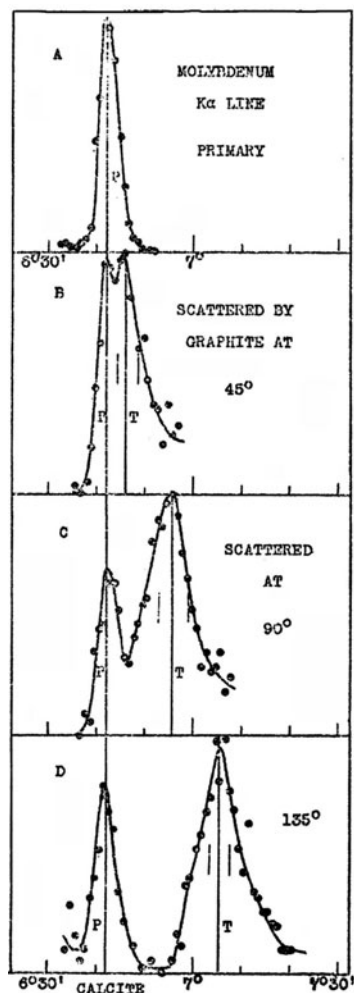 A
MOLYBDENUM
Kα LINE
PRIMARY
P
6°30' 7°
B
SCATTERED BY
GRAPHITE AT
45°
P T
C
SCATTERED
AT
90°
P T
D
135°
P T
6°30' 7° 7°30'
CALCITE